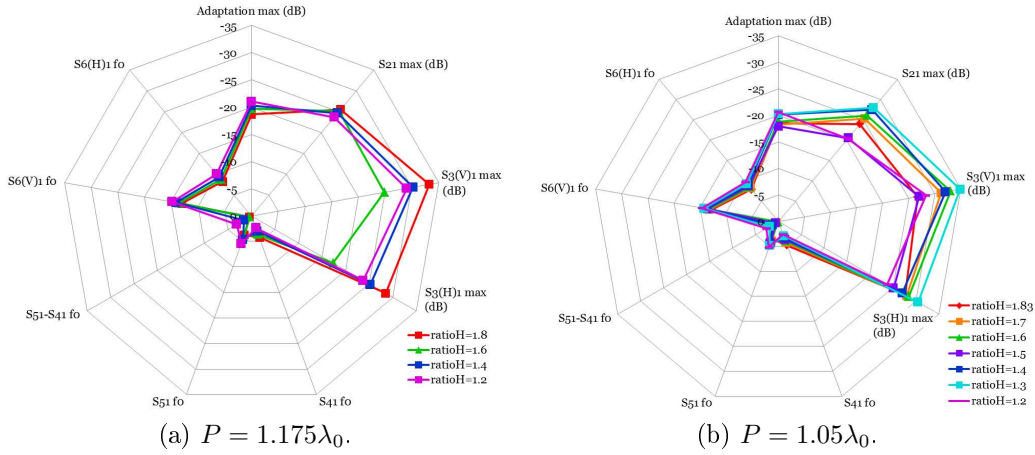 Adaptation max (dB)
-35
-30
-25
-20
-15
-10
-5
0
S21 max (dB)
S3(V)1 max
(dB)
S3(H)1 max
(dB)
S41 fo
S51 fo
S51-S41 fo
S6(V)1 fo
S6(H)1 fo
ratioH=1.8
ratioH=1.6
ratioH=1.4
ratioH=1.2
(a) P = 1.175λ₀.
Adaptation max (dB)
-35
-30
-25
-20
-15
-10
-5
0
S21 max (dB)
S3(V)1 max
(dB)
S3(H)1 max
(dB)
S41 fo
S51 fo
S51-S41 fo
S6(V)1 fo
S6(H)1 fo
ratioH=1.83
ratioH=1.7
ratioH=1.6
ratioH=1.5
ratioH=1.4
ratioH=1.3
ratioH=1.2
(b) P = 1.05λ₀.